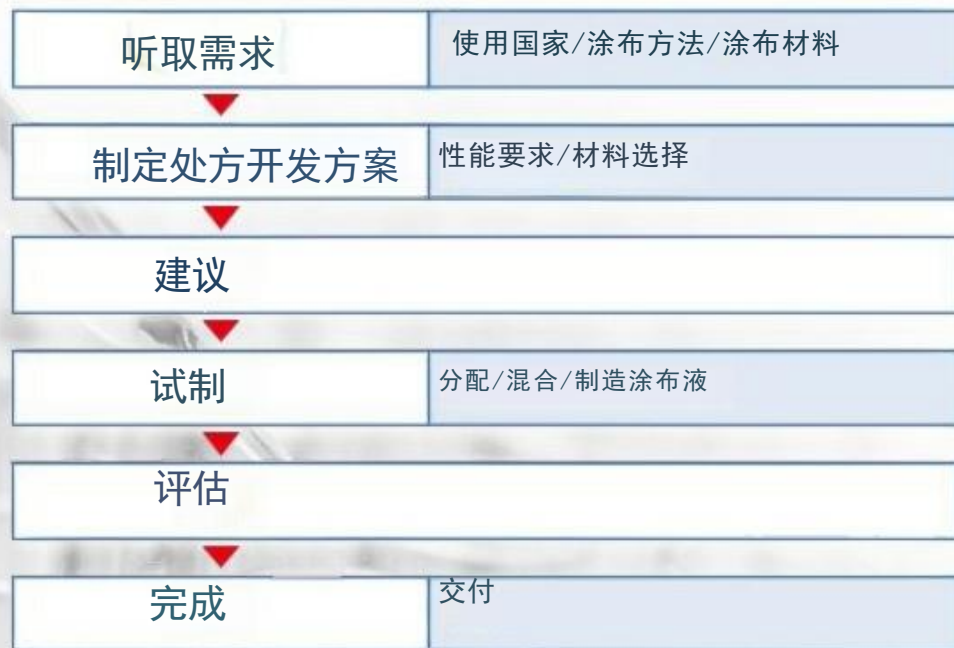 听取需求
使用国家/涂布方法/涂布材料
制定处方开发方案
性能要求/材料选择
建议
试制
分配/混合/制造涂布液
评估
完成
交付